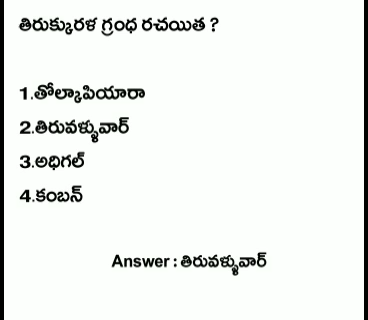 తిరుక్కురళ గ్రంధ రచయిత ?
1.తోల్కాపియారా
2.తిరువళ్ళువార్
3.అధిగల్
4.కంబన్
Answer : తిరువళ్ళువార్